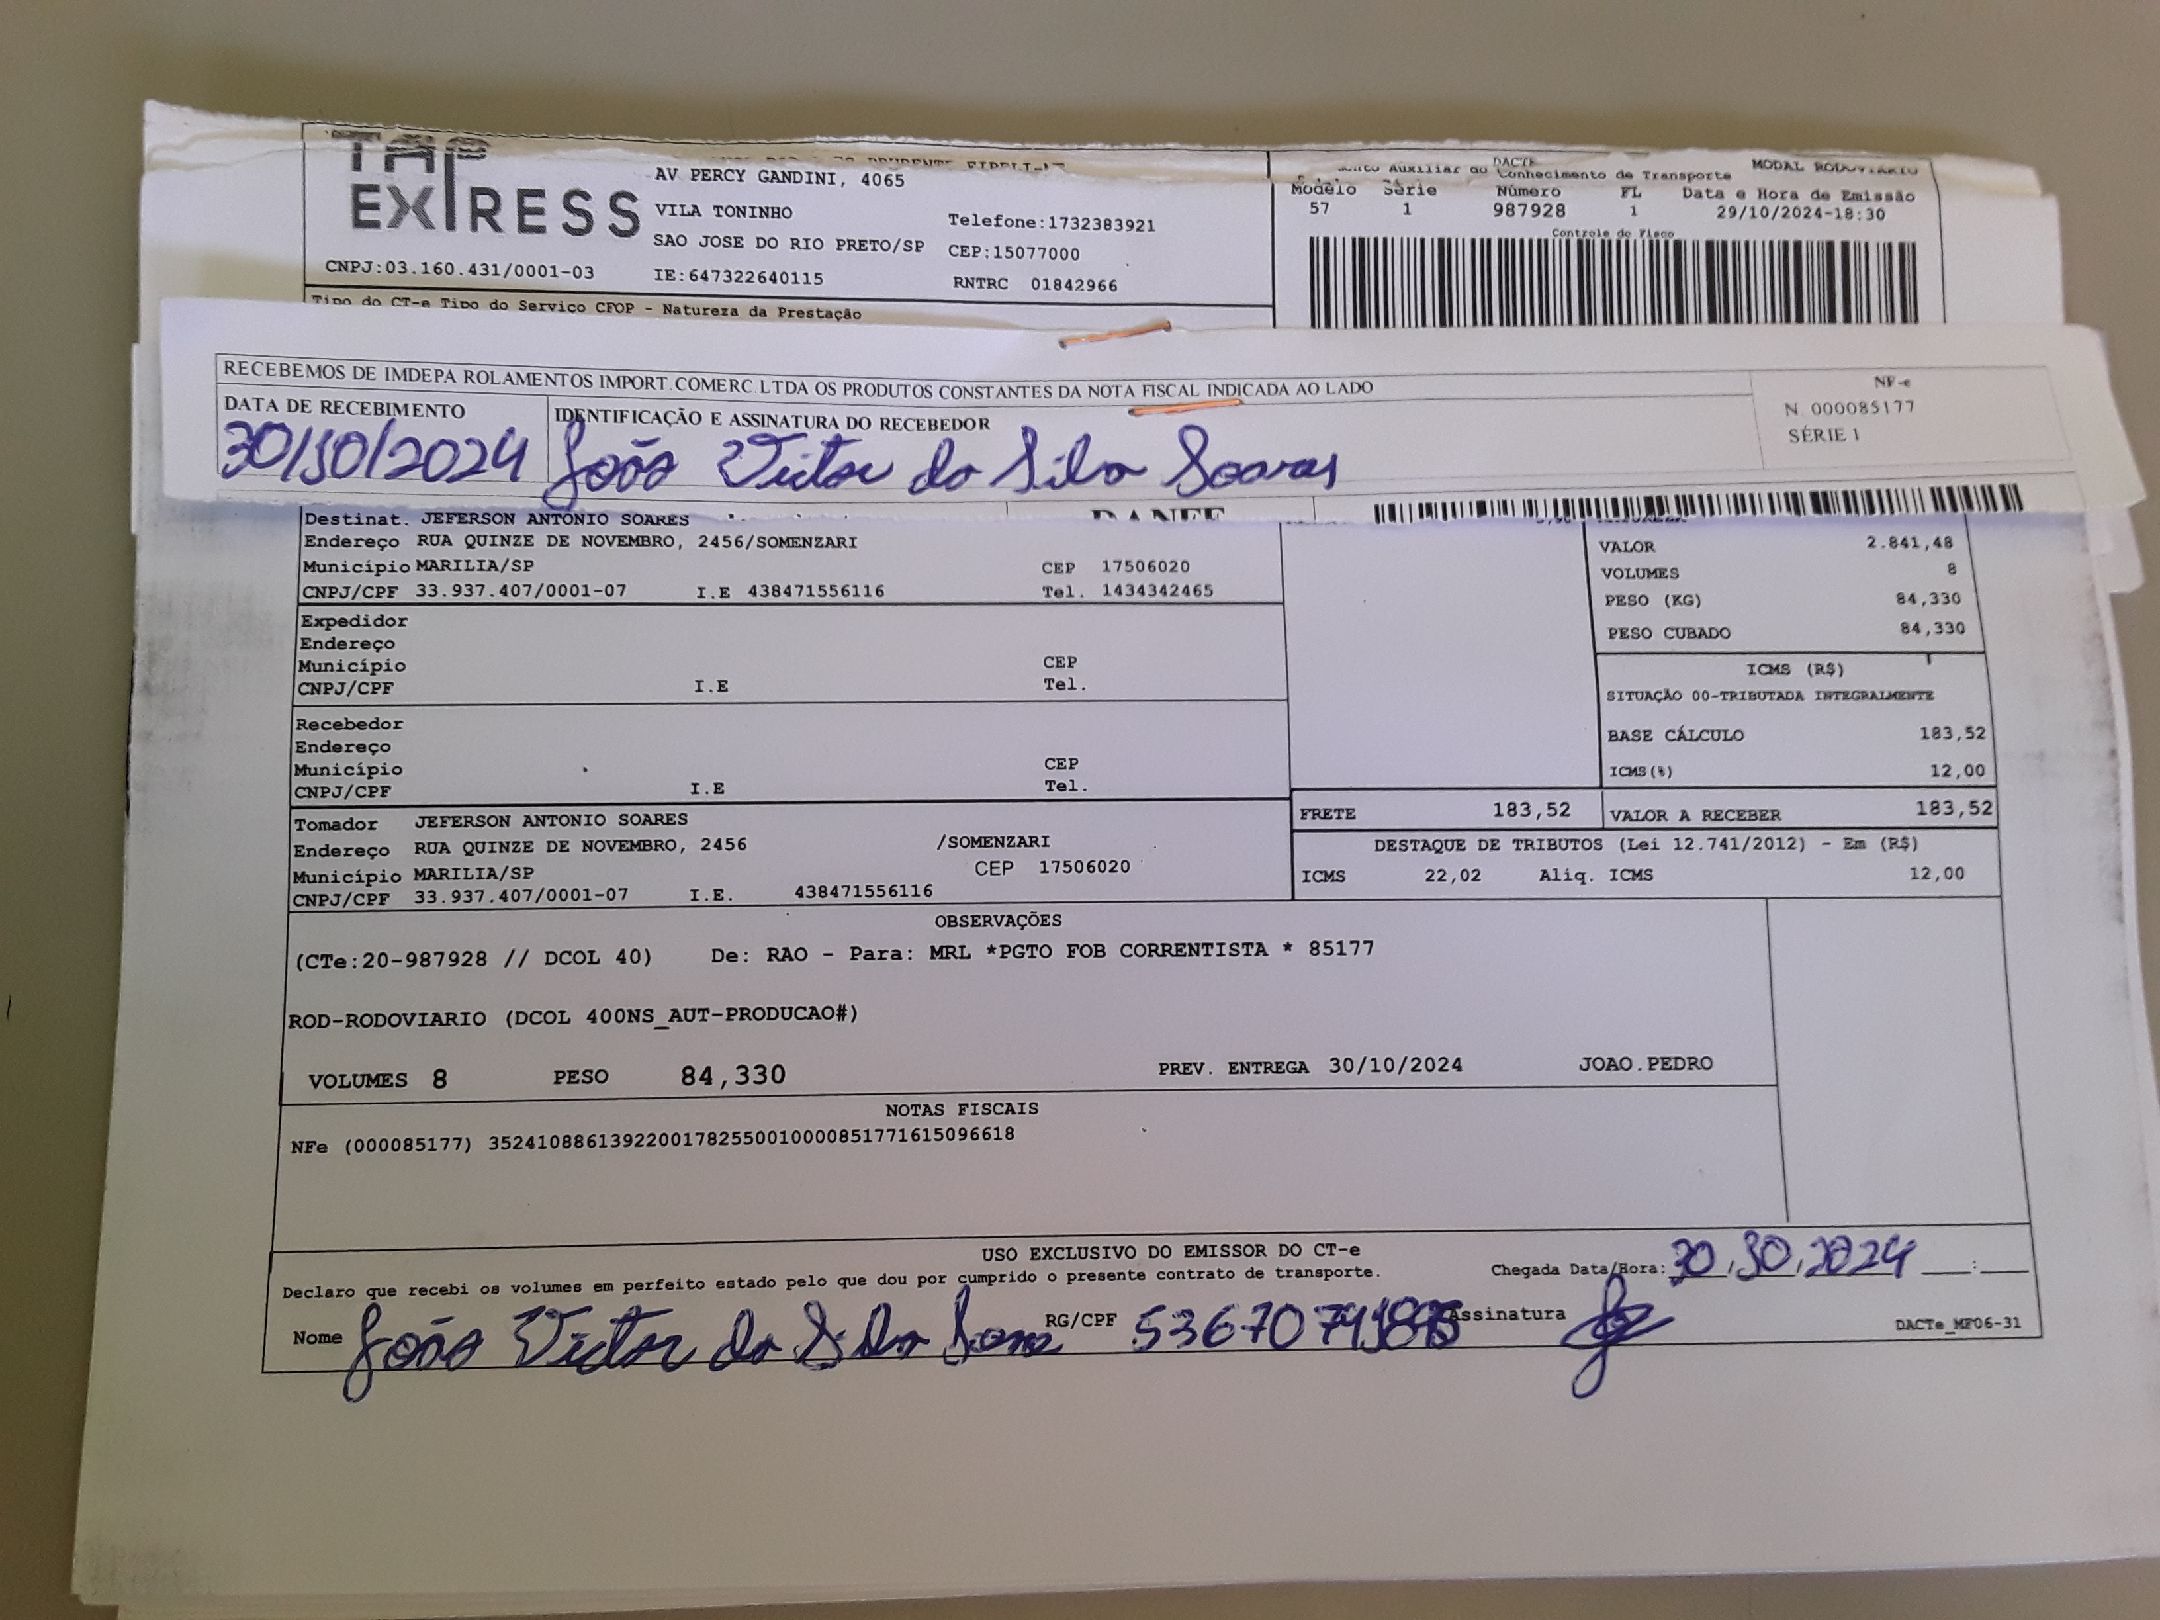 TAP EXPRESS
AV PERCY GANDINI, 4065
VILA TONINHO
Telefone:1732383921
SAO JOSE DO RIO PRETO/SP CEP:15077000
CNPJ:03.160.431/0001-03 IE:647322640115 RNTRC 01842966
Tipo do CT-e Tipo do Serviço CFOP - Natureza da Prestação
DACTE MODAL RODOVIÁRIO
Auxiliar do Conhecimento de Transporte
Modelo Série Número FL Data e Hora de Emissão
57 1 987928 1 29/10/2024-18:30
Controle do Fisco
RECEBEMOS DE IMDEPA ROLAMENTOS IMPORT.COMERC.LTDA OS PRODUTOS CONSTANTES DA NOTA FISCAL INDICADA AO LADO
NF-e
N. 000085177
SÉRIE 1
DATA DE RECEBIMENTO IDENTIFICAÇÃO E ASSINATURA DO RECEBEDOR
30/10/2024 João Victor da Silva Soares
DANFE
Destinat. JEFERSON ANTONIO SOARES
Endereço RUA QUINZE DE NOVEMBRO, 2456/SOMENZARI
Município MARILIA/SP CEP 17506020
CNPJ/CPF 33.937.407/0001-07 I.E 438471556116 Tel. 1434342465
Expedidor
Endereço
Município CEP
CNPJ/CPF I.E Tel.
Recebedor
Endereço
Município CEP
CNPJ/CPF I.E Tel.
Tomador JEFERSON ANTONIO SOARES
Endereço RUA QUINZE DE NOVEMBRO, 2456 /SOMENZARI
Município MARILIA/SP CEP 17506020
CNPJ/CPF 33.937.407/0001-07 I.E. 438471556116
VALOR 2.841,48
VOLUMES 8
PESO (KG) 84,330
PESO CUBADO 84,330
ICMS (R$)
SITUAÇÃO 00-TRIBUTADA INTEGRALMENTE
BASE CÁLCULO 183,52
ICMS(%) 12,00
FRETE 183,52 VALOR A RECEBER 183,52
DESTAQUE DE TRIBUTOS (Lei 12.741/2012) - Em (R$)
ICMS 22,02 Aliq. ICMS 12,00
OBSERVAÇÕES
(CTe:20-987928 // DCOL 40) De: RAO - Para: MRL *PGTO FOB CORRENTISTA * 85177
ROD-RODOVIARIO (DCOL 400NS_AUT-PRODUCAO#)
VOLUMES 8 PESO 84,330 PREV. ENTREGA 30/10/2024 JOAO.PEDRO
NOTAS FISCAIS
NFe (000085177) 35241088613922001782550010000851771615096618
USO EXCLUSIVO DO EMISSOR DO CT-e
Declaro que recebi os volumes em perfeito estado pelo que dou por cumprido o presente contrato de transporte. Chegada Data/Hora: 30/10/2024 ___:___
Nome João Victor da Silva Soares RG/CPF Assinatura
DACTe_MF06-31